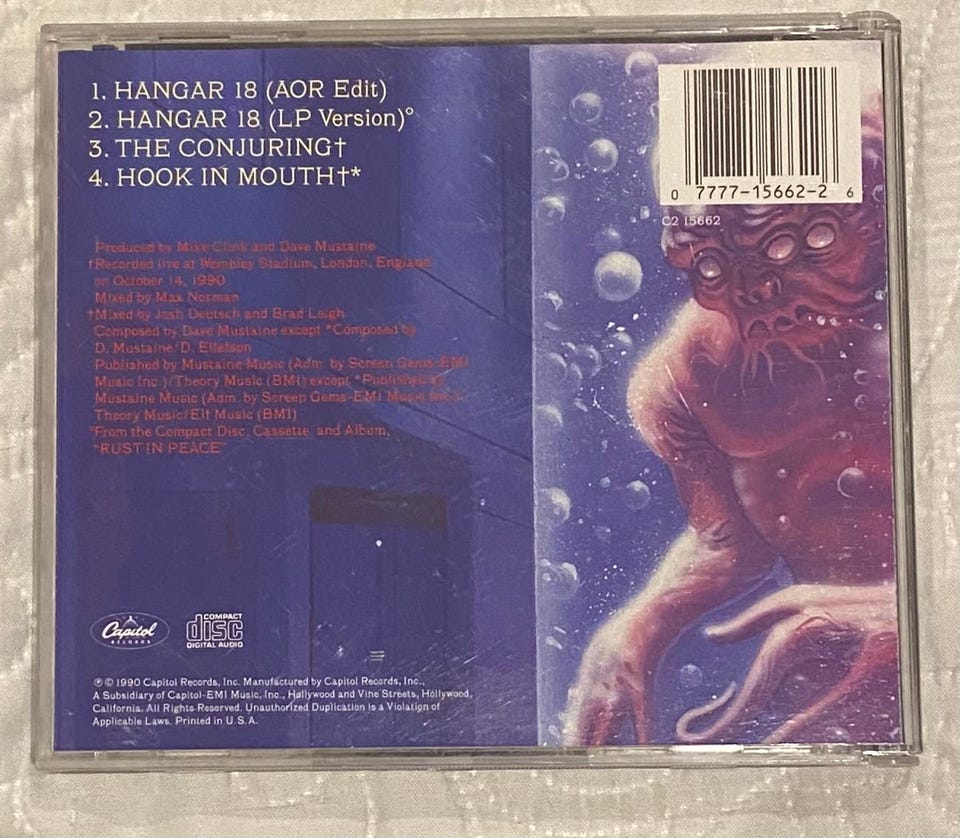 1. HANGAR 18 (AOR Edit)
2. HANGAR 18 (LP Version)°
3. THE CONJURING†
4. HOOK IN MOUTH†*
0 7777-15662-2 6
C2 15662
Produced by Mike Clink and Dave Mustaine
†Recorded live at Wembley Stadium, London, England
on October 14, 1990
Mixed by Max Norman
†Mixed by Josh Deutsch and Brad Leigh
Composed by Dave Mustaine except *Composed by
D. Mustaine/D. Ellefson
Published by Mustaine Music (Adm. by Screen Gems-EMI
Music Inc.)/Theory Music (BMI) except *Published by
Mustaine Music (Adm. by Screen Gems-EMI Music
Theory Music/Elf Music (BMI)
°From the Compact Disc, Cassette, and Album,
"RUST IN PEACE"
Capitol
RECORDS
COMPACT
disc
DIGITAL AUDIO
℗ © 1990 Capitol Records, Inc. Manufactured by Capitol Records, Inc.,
A Subsidiary of Capitol-EMI Music, Inc., Hollywood and Vine Streets, Hollywood,
California. All Rights Reserved. Unauthorized Duplication is a Violation of
Applicable Laws. Printed in U.S.A.